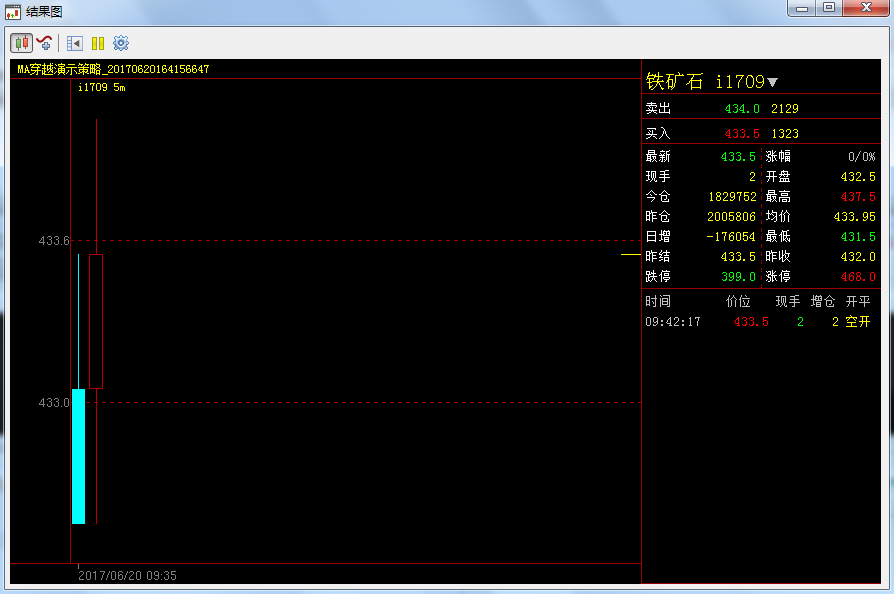 结果图
MA穿越演示策略_20170620164156647
i1709 5m
433.6
433.0
2017/06/20 09:35
铁矿石 i1709▼
卖出 434.0 2129
买入 433.5 1323
最新 433.5 涨幅 0/0%
现手 2 开盘 432.5
今仓 1829752 最高 437.5
昨仓 2005806 均价 433.95
日增 -176054 最低 431.5
昨结 433.5 昨收 432.0
跌停 399.0 涨停 468.0
时间 价位 现手 增仓 开平
09:42:17 433.5 2 2 空开